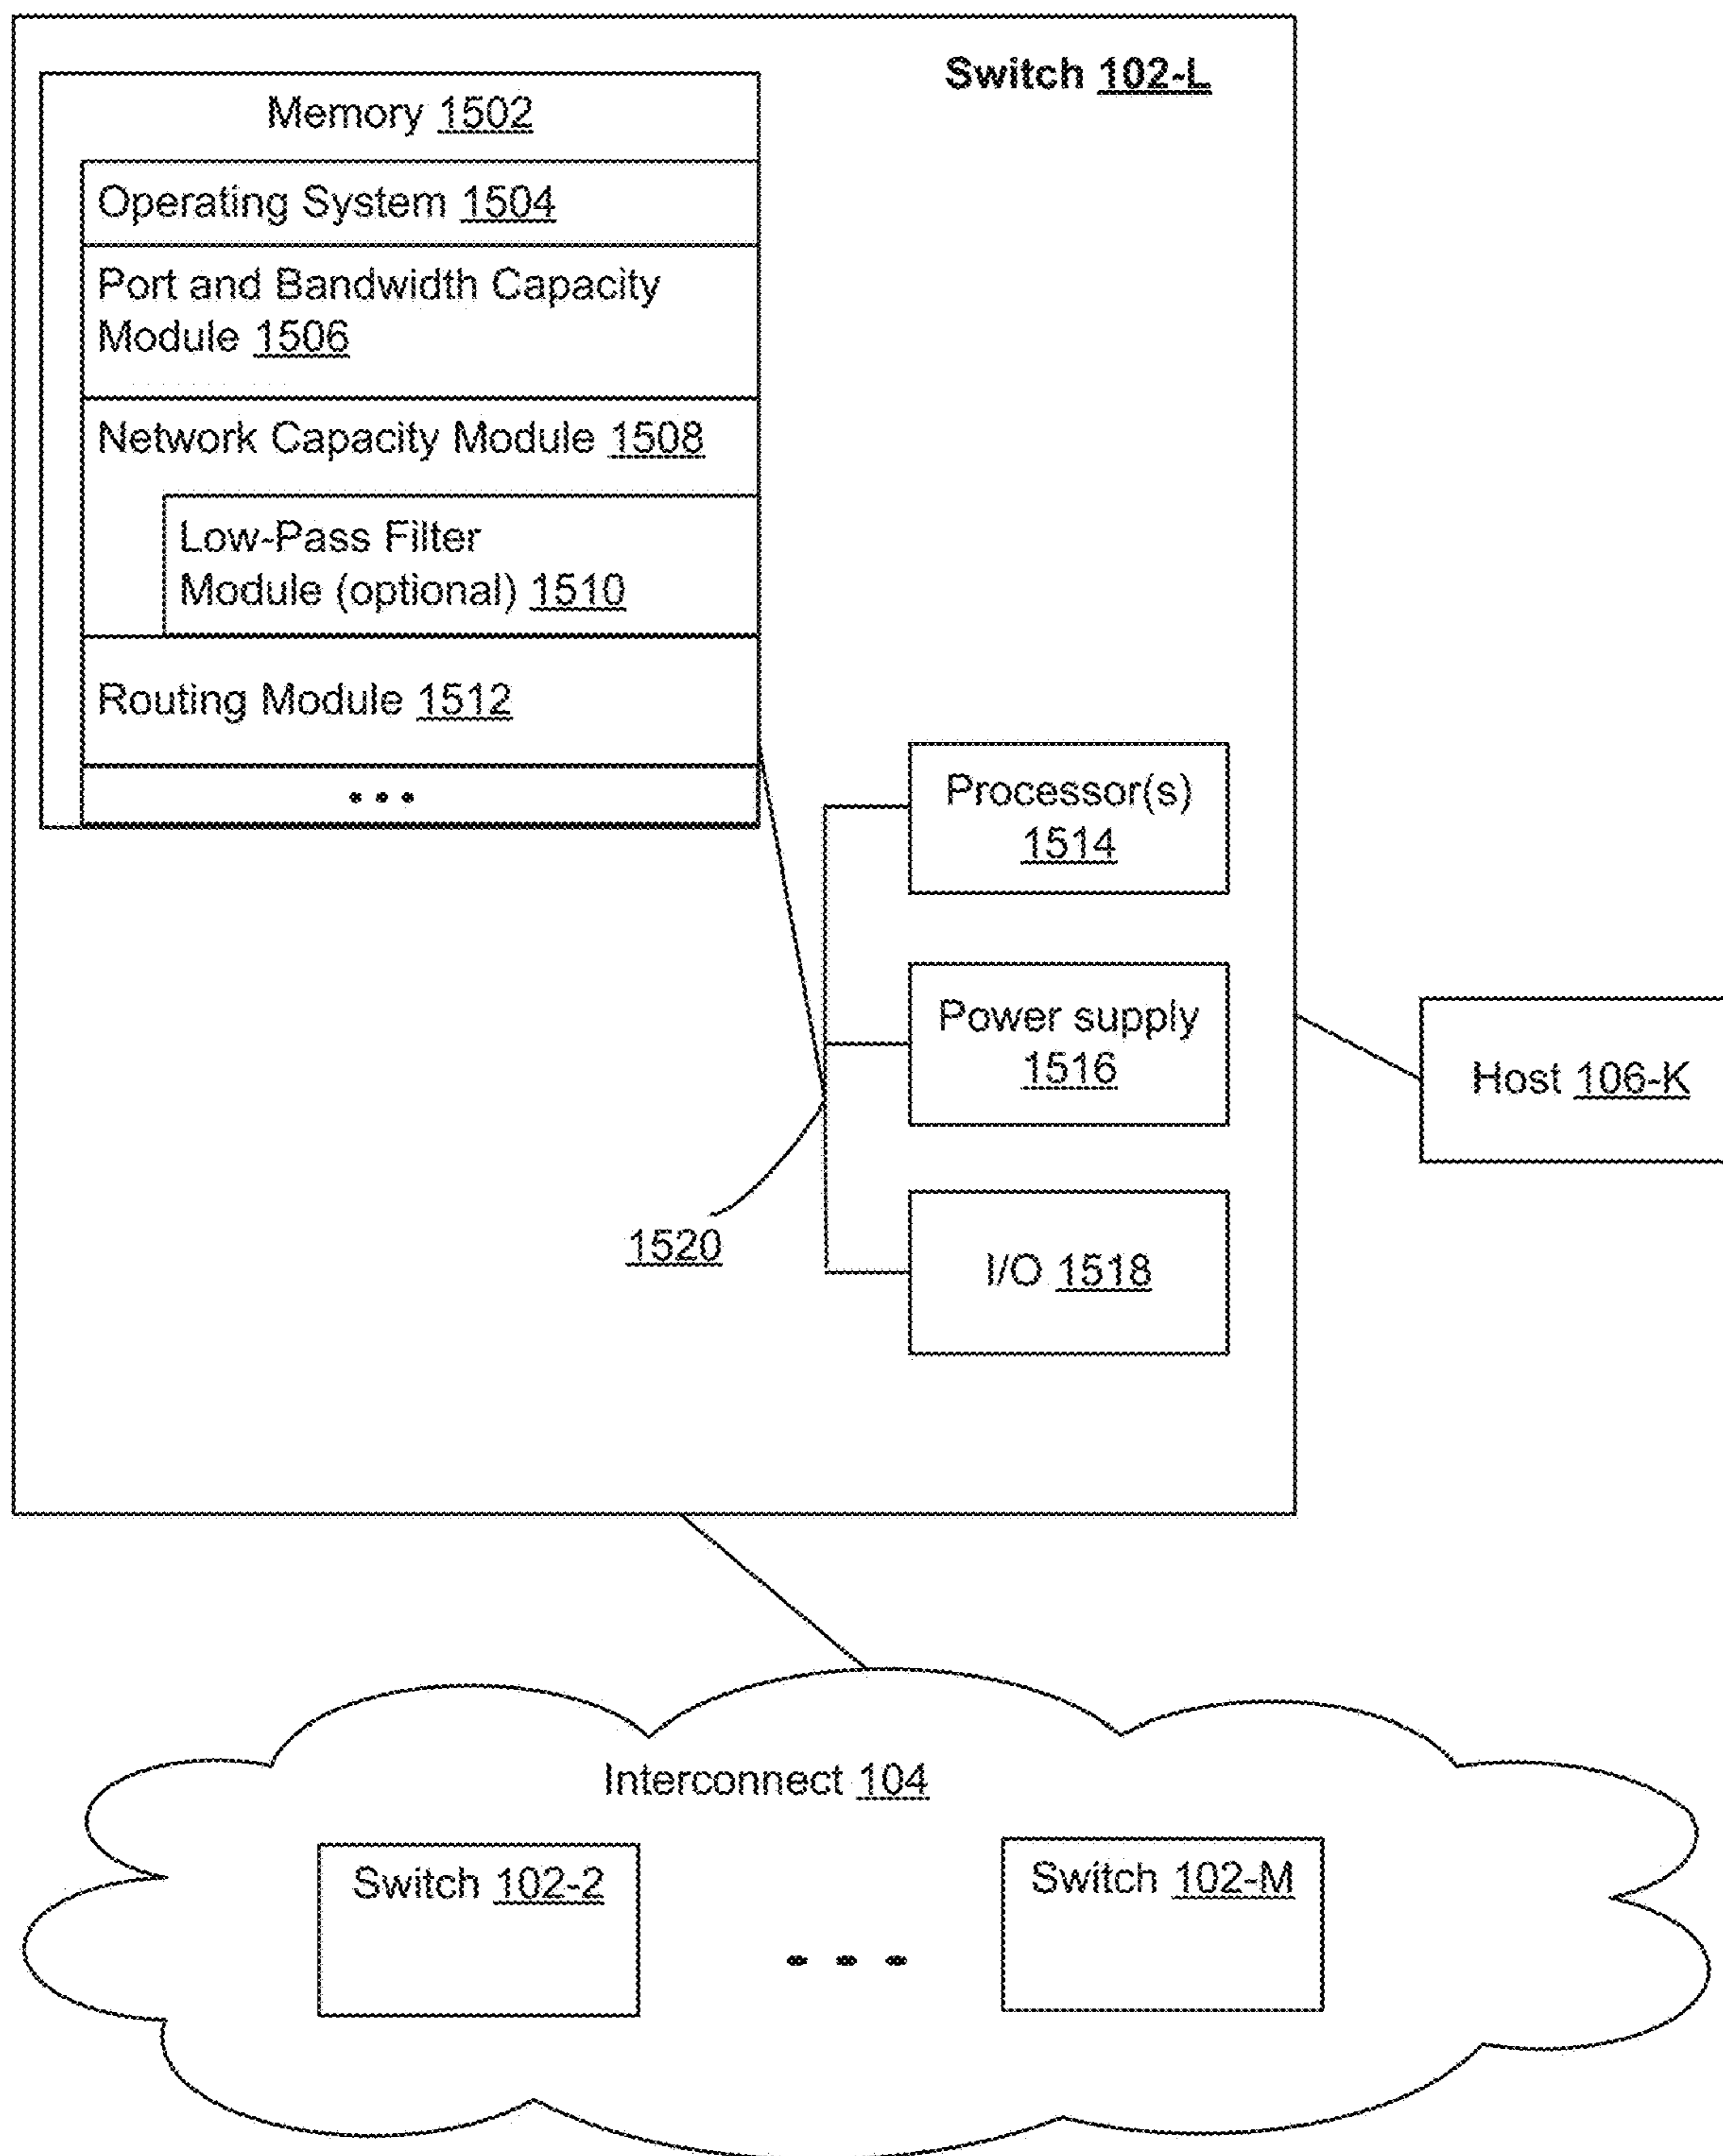 Switch 102-L
Memory 1502
Operating System 1504
Port and Bandwidth Capacity
Module 1506
Network Capacity Module 1508
Low-Pass Filter
Module (optional) 1510
Routing Module 1512
...
Processor(s)
1514
Power supply
1516
Host 106-K
1520
I/O 1518
Interconnect 104
Switch 102-2
Switch 102-M
...